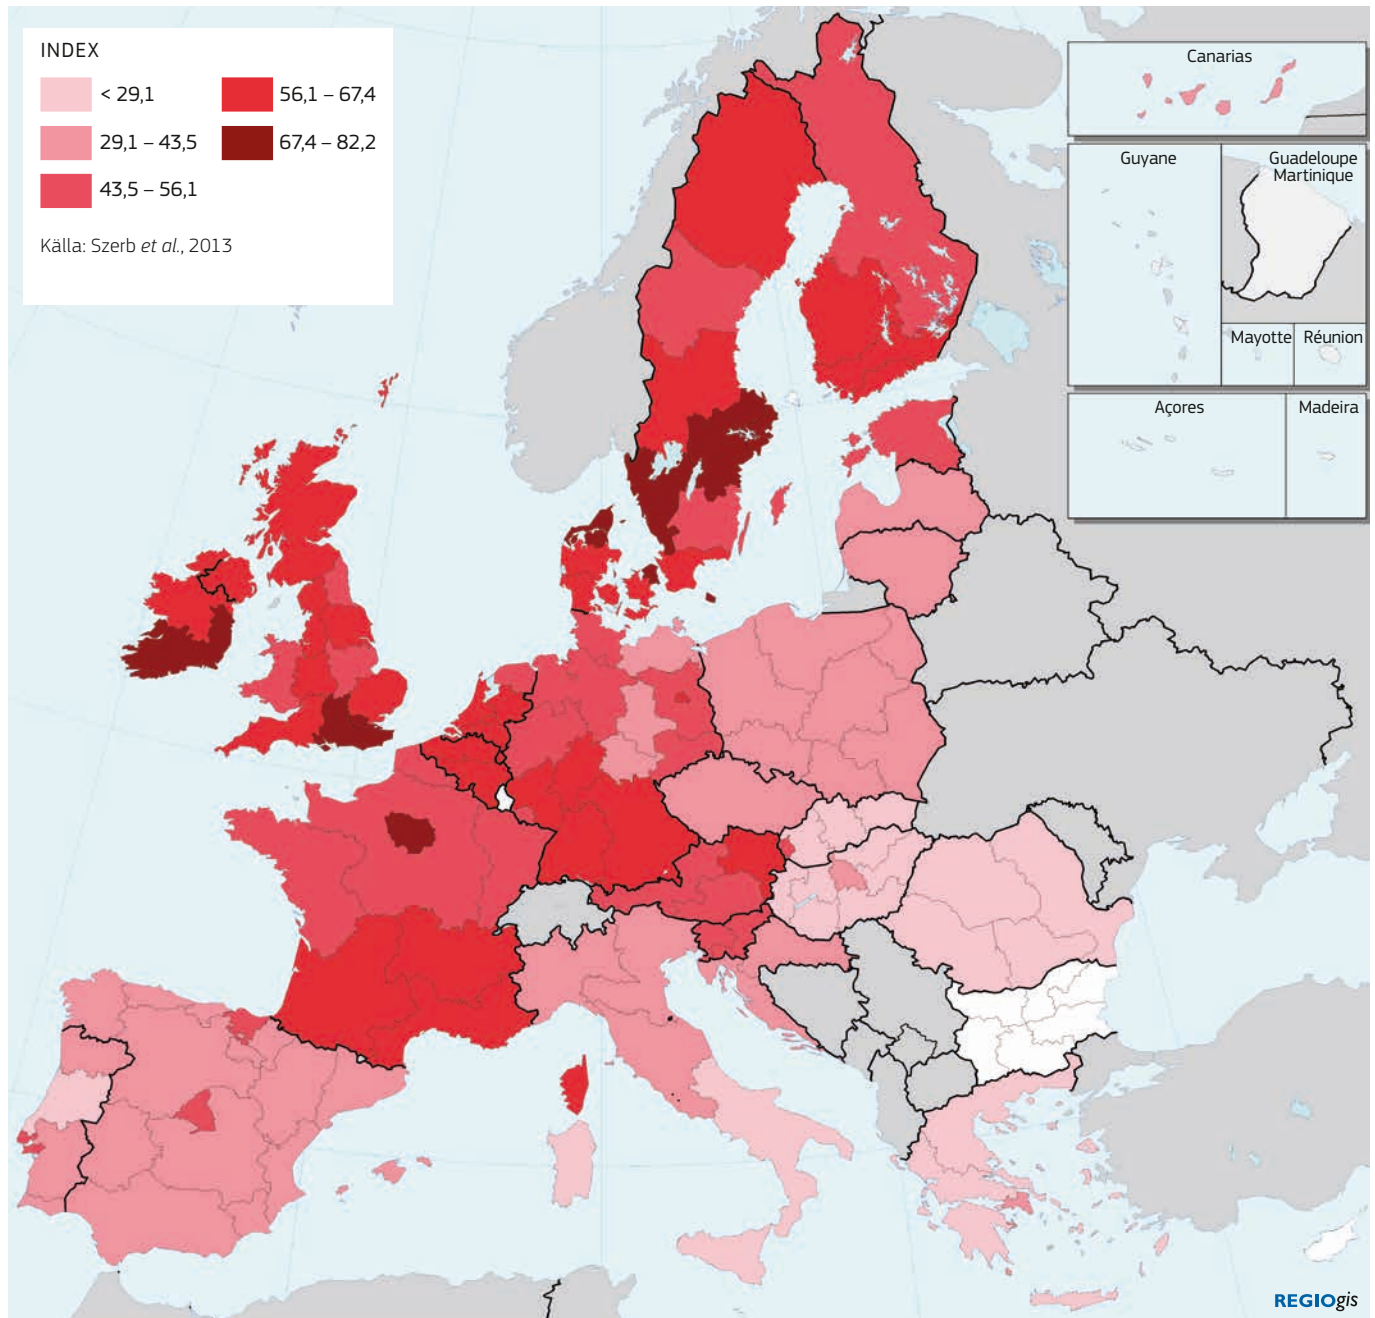 INDEX
< 29,1
29,1 – 43,5
43,5 – 56,1
56,1 – 67,4
67,4 – 82,2
Källa: Szerb et al., 2013
Canarias
Guyane
Guadeloupe
Martinique
Mayotte
Réunion
Açores
Madeira
REGIOgis